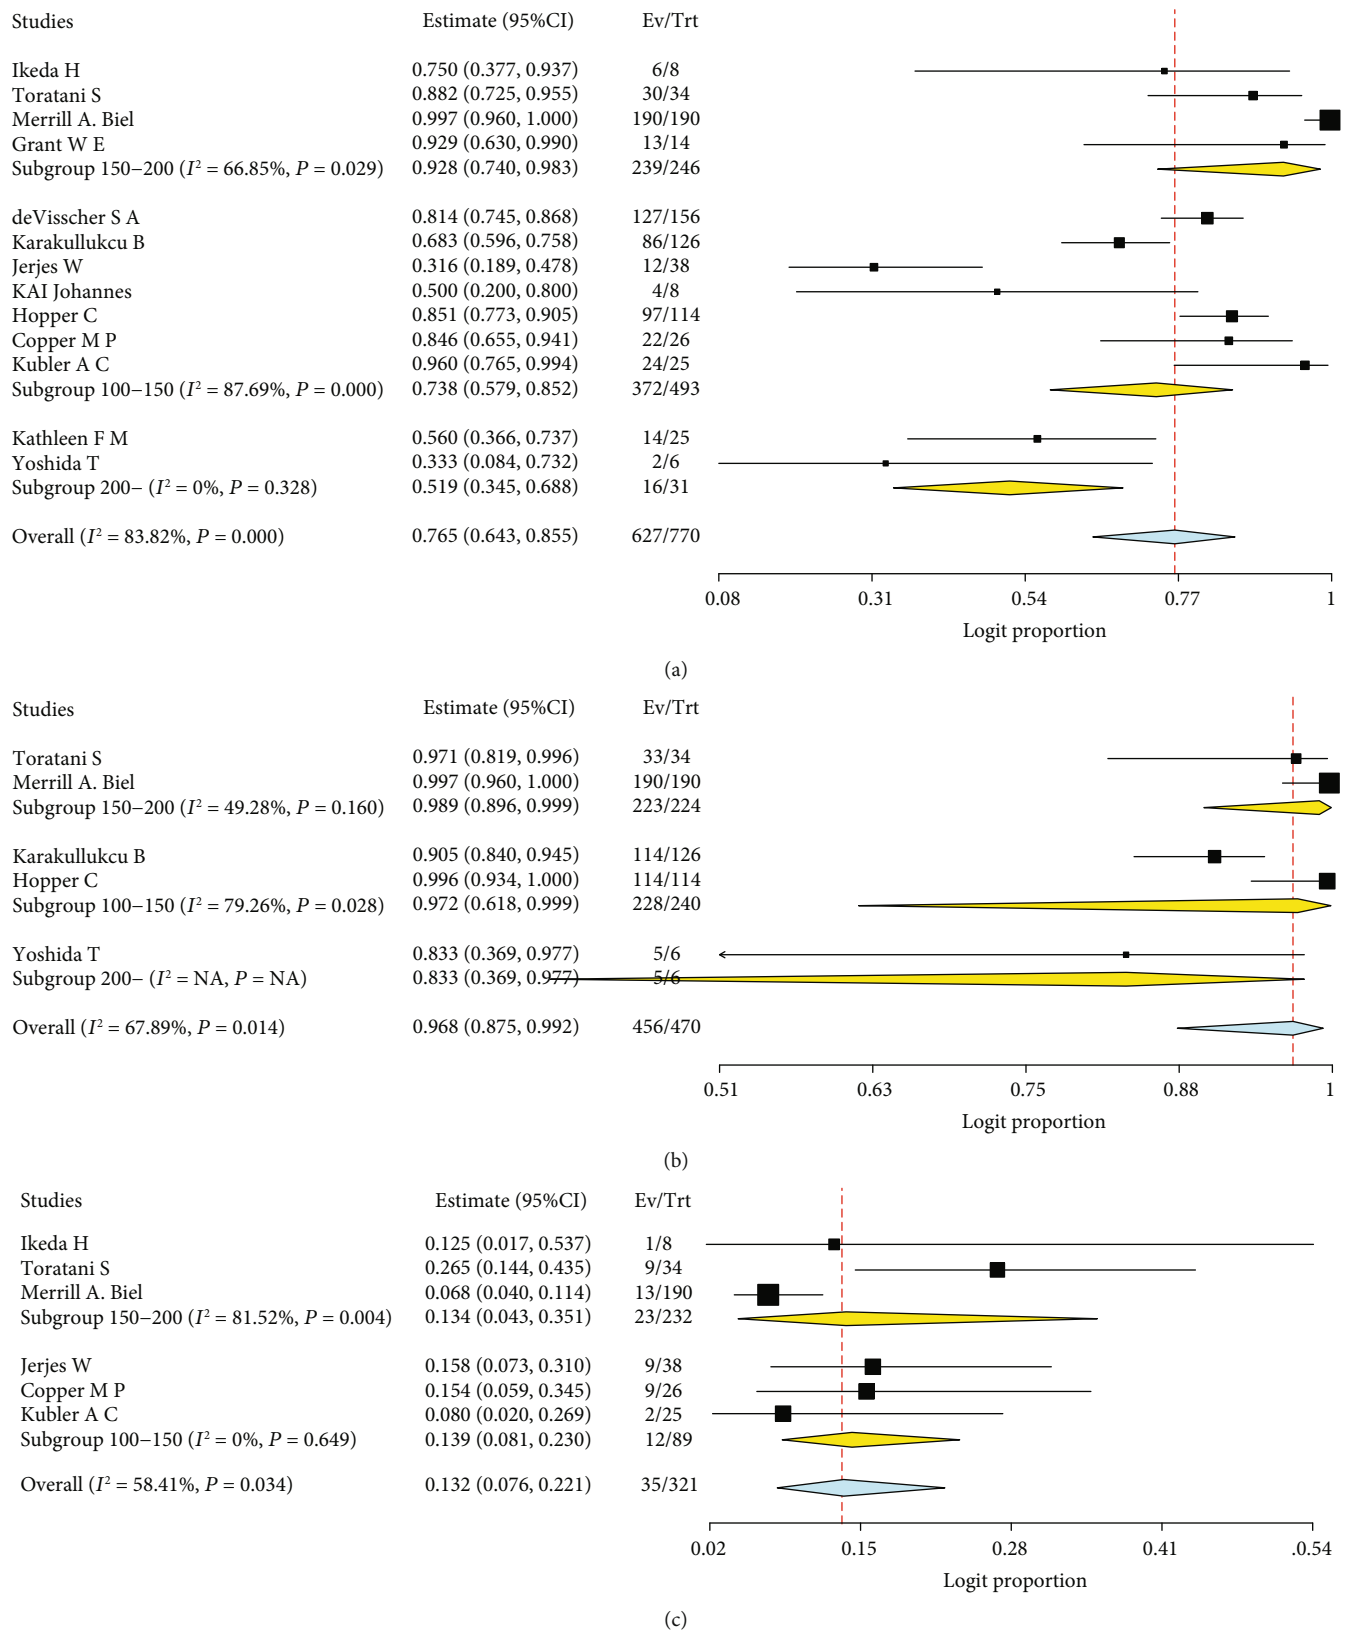 Studies Estimate (95%CI) Ev/Trt
Ikeda H 0.750 (0.377, 0.937) 6/8
Toratani S 0.882 (0.725, 0.955) 30/34
Merrill A. Biel 0.997 (0.960, 1.000) 190/190
Grant W E 0.929 (0.630, 0.990) 13/14
Subgroup 150−200 (I² = 66.85%, P = 0.029) 0.928 (0.740, 0.983) 239/246
deVisscher S A 0.814 (0.745, 0.868) 127/156
Karakullukcu B 0.683 (0.596, 0.758) 86/126
Jerjes W 0.316 (0.189, 0.478) 12/38
KAI Johannes 0.500 (0.200, 0.800) 4/8
Hopper C 0.851 (0.773, 0.905) 97/114
Copper M P 0.846 (0.655, 0.941) 22/26
Kubler A C 0.960 (0.765, 0.994) 24/25
Subgroup 100−150 (I² = 87.69%, P = 0.000) 0.738 (0.579, 0.852) 372/493
Kathleen F M 0.560 (0.366, 0.737) 14/25
Yoshida T 0.333 (0.084, 0.732) 2/6
Subgroup 200− (I² = 0%, P = 0.328) 0.519 (0.345, 0.688) 16/31
Overall (I² = 83.82%, P = 0.000) 0.765 (0.643, 0.855) 627/770
0.08 0.31 0.54 0.77 1
Logit proportion
(a)
Studies Estimate (95%CI) Ev/Trt
Toratani S 0.971 (0.819, 0.996) 33/34
Merrill A. Biel 0.997 (0.960, 1.000) 190/190
Subgroup 150−200 (I² = 49.28%, P = 0.160) 0.989 (0.896, 0.999) 223/224
Karakullukcu B 0.905 (0.840, 0.945) 114/126
Hopper C 0.996 (0.934, 1.000) 114/114
Subgroup 100−150 (I² = 79.26%, P = 0.028) 0.972 (0.618, 0.999) 228/240
Yoshida T 0.833 (0.369, 0.977) 5/6
Subgroup 200− (I² = NA, P = NA) 0.833 (0.369, 0.977) 5/6
Overall (I² = 67.89%, P = 0.014) 0.968 (0.875, 0.992) 456/470
0.51 0.63 0.75 0.88 1
Logit proportion
(b)
Studies Estimate (95%CI) Ev/Trt
Ikeda H 0.125 (0.017, 0.537) 1/8
Toratani S 0.265 (0.144, 0.435) 9/34
Merrill A. Biel 0.068 (0.040, 0.114) 13/190
Subgroup 150−200 (I² = 81.52%, P = 0.004) 0.134 (0.043, 0.351) 23/232
Jerjes W 0.158 (0.073, 0.310) 9/38
Copper M P 0.154 (0.059, 0.345) 9/26
Kubler A C 0.080 (0.020, 0.269) 2/25
Subgroup 100−150 (I² = 0%, P = 0.649) 0.139 (0.081, 0.230) 12/89
Overall (I² = 58.41%, P = 0.034) 0.132 (0.076, 0.221) 35/321
0.02 0.15 0.28 0.41 .0.54
Logit proportion
(c)